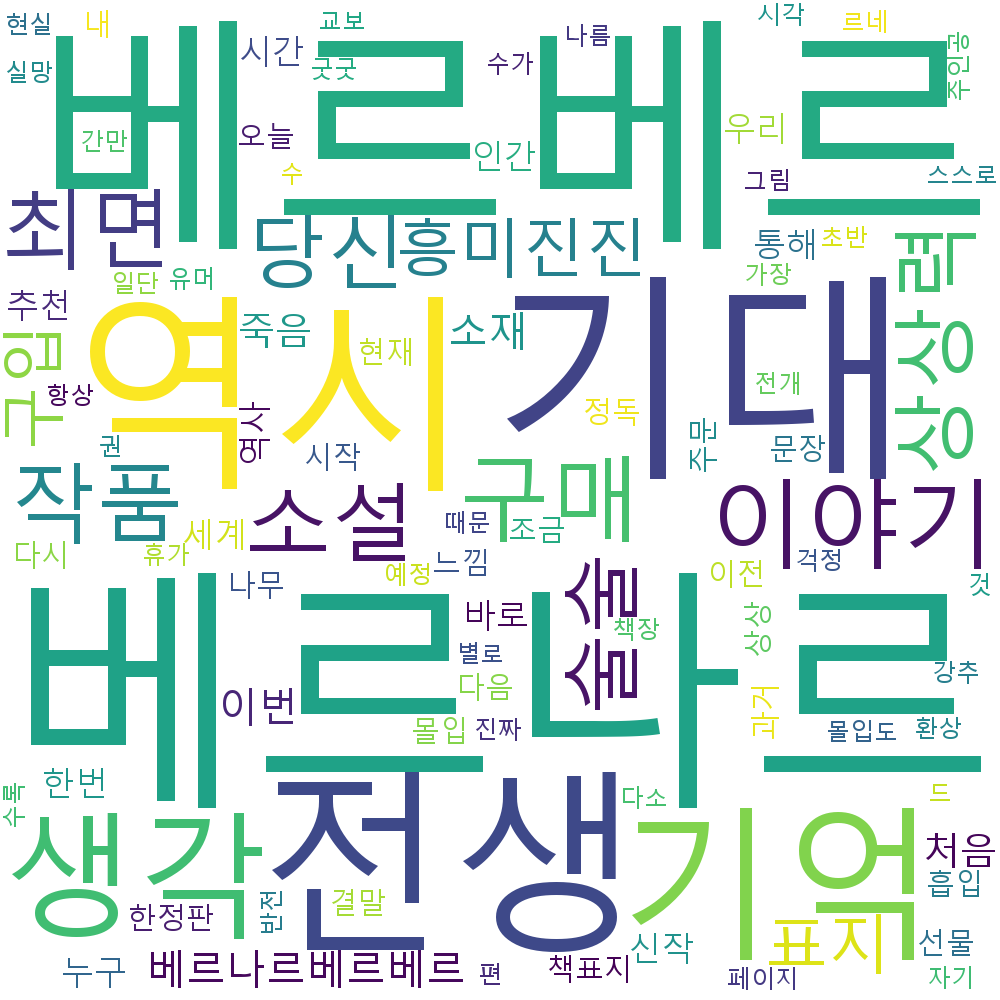 현실
내
교보
시각
르네
베르베르
시간
나름
주인공
실망
굿굿
수가
간만
오늘
인간
우리
수
그림
스스로
최면
당신
흥미진진
통해
초반
상상력
일단
유머
가장
추천
역시
기대
죽음
소재
현재
구입
항상
전개
정독
역사
권
시작
주문
문장
작품
소설
구매
이야기
세계
때문
조금
다시
휴가
느낌
걱정
예정
이전
것
나무
술술
베르나르
바로
책장
상상
별로
강추
이번
다음
과거
몰입
진짜
몰입도
환상
한번
수록
전생
다소
드
생각
기억
처음
흡입
한정판
반전
결말
표지
신작
선물
누구
베르나르베르베르
편
책표지
페이지
자기